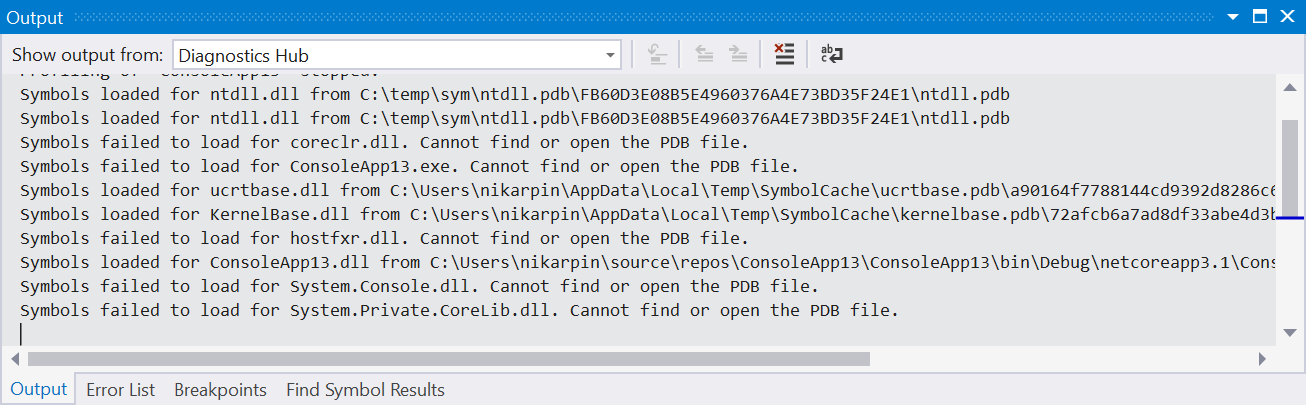 Output
Show output from: Diagnostics Hub
Profiling of 'ConsoleApp13' stopped.
Symbols loaded for ntdll.dll from C:\temp\sym\ntdll.pdb\FB60D3E08B5E4960376A4E73BD35F24E1\ntdll.pdb
Symbols loaded for ntdll.dll from C:\temp\sym\ntdll.pdb\FB60D3E08B5E4960376A4E73BD35F24E1\ntdll.pdb
Symbols failed to load for coreclr.dll. Cannot find or open the PDB file.
Symbols failed to load for ConsoleApp13.exe. Cannot find or open the PDB file.
Symbols loaded for ucrtbase.dll from C:\Users\nikarpin\AppData\Local\Temp\SymbolCache\ucrtbase.pdb\a90164f7788144cd9392d8286c6
Symbols loaded for KernelBase.dll from C:\Users\nikarpin\AppData\Local\Temp\SymbolCache\kernelbase.pdb\72afcb6a7ad8df33abe4d3b
Symbols failed to load for hostfxr.dll. Cannot find or open the PDB file.
Symbols loaded for ConsoleApp13.dll from C:\Users\nikarpin\source\repos\ConsoleApp13\ConsoleApp13\bin\Debug\netcoreapp3.1\Cons
Symbols failed to load for System.Console.dll. Cannot find or open the PDB file.
Symbols failed to load for System.Private.CoreLib.dll. Cannot find or open the PDB file.
Output Error List Breakpoints Find Symbol Results